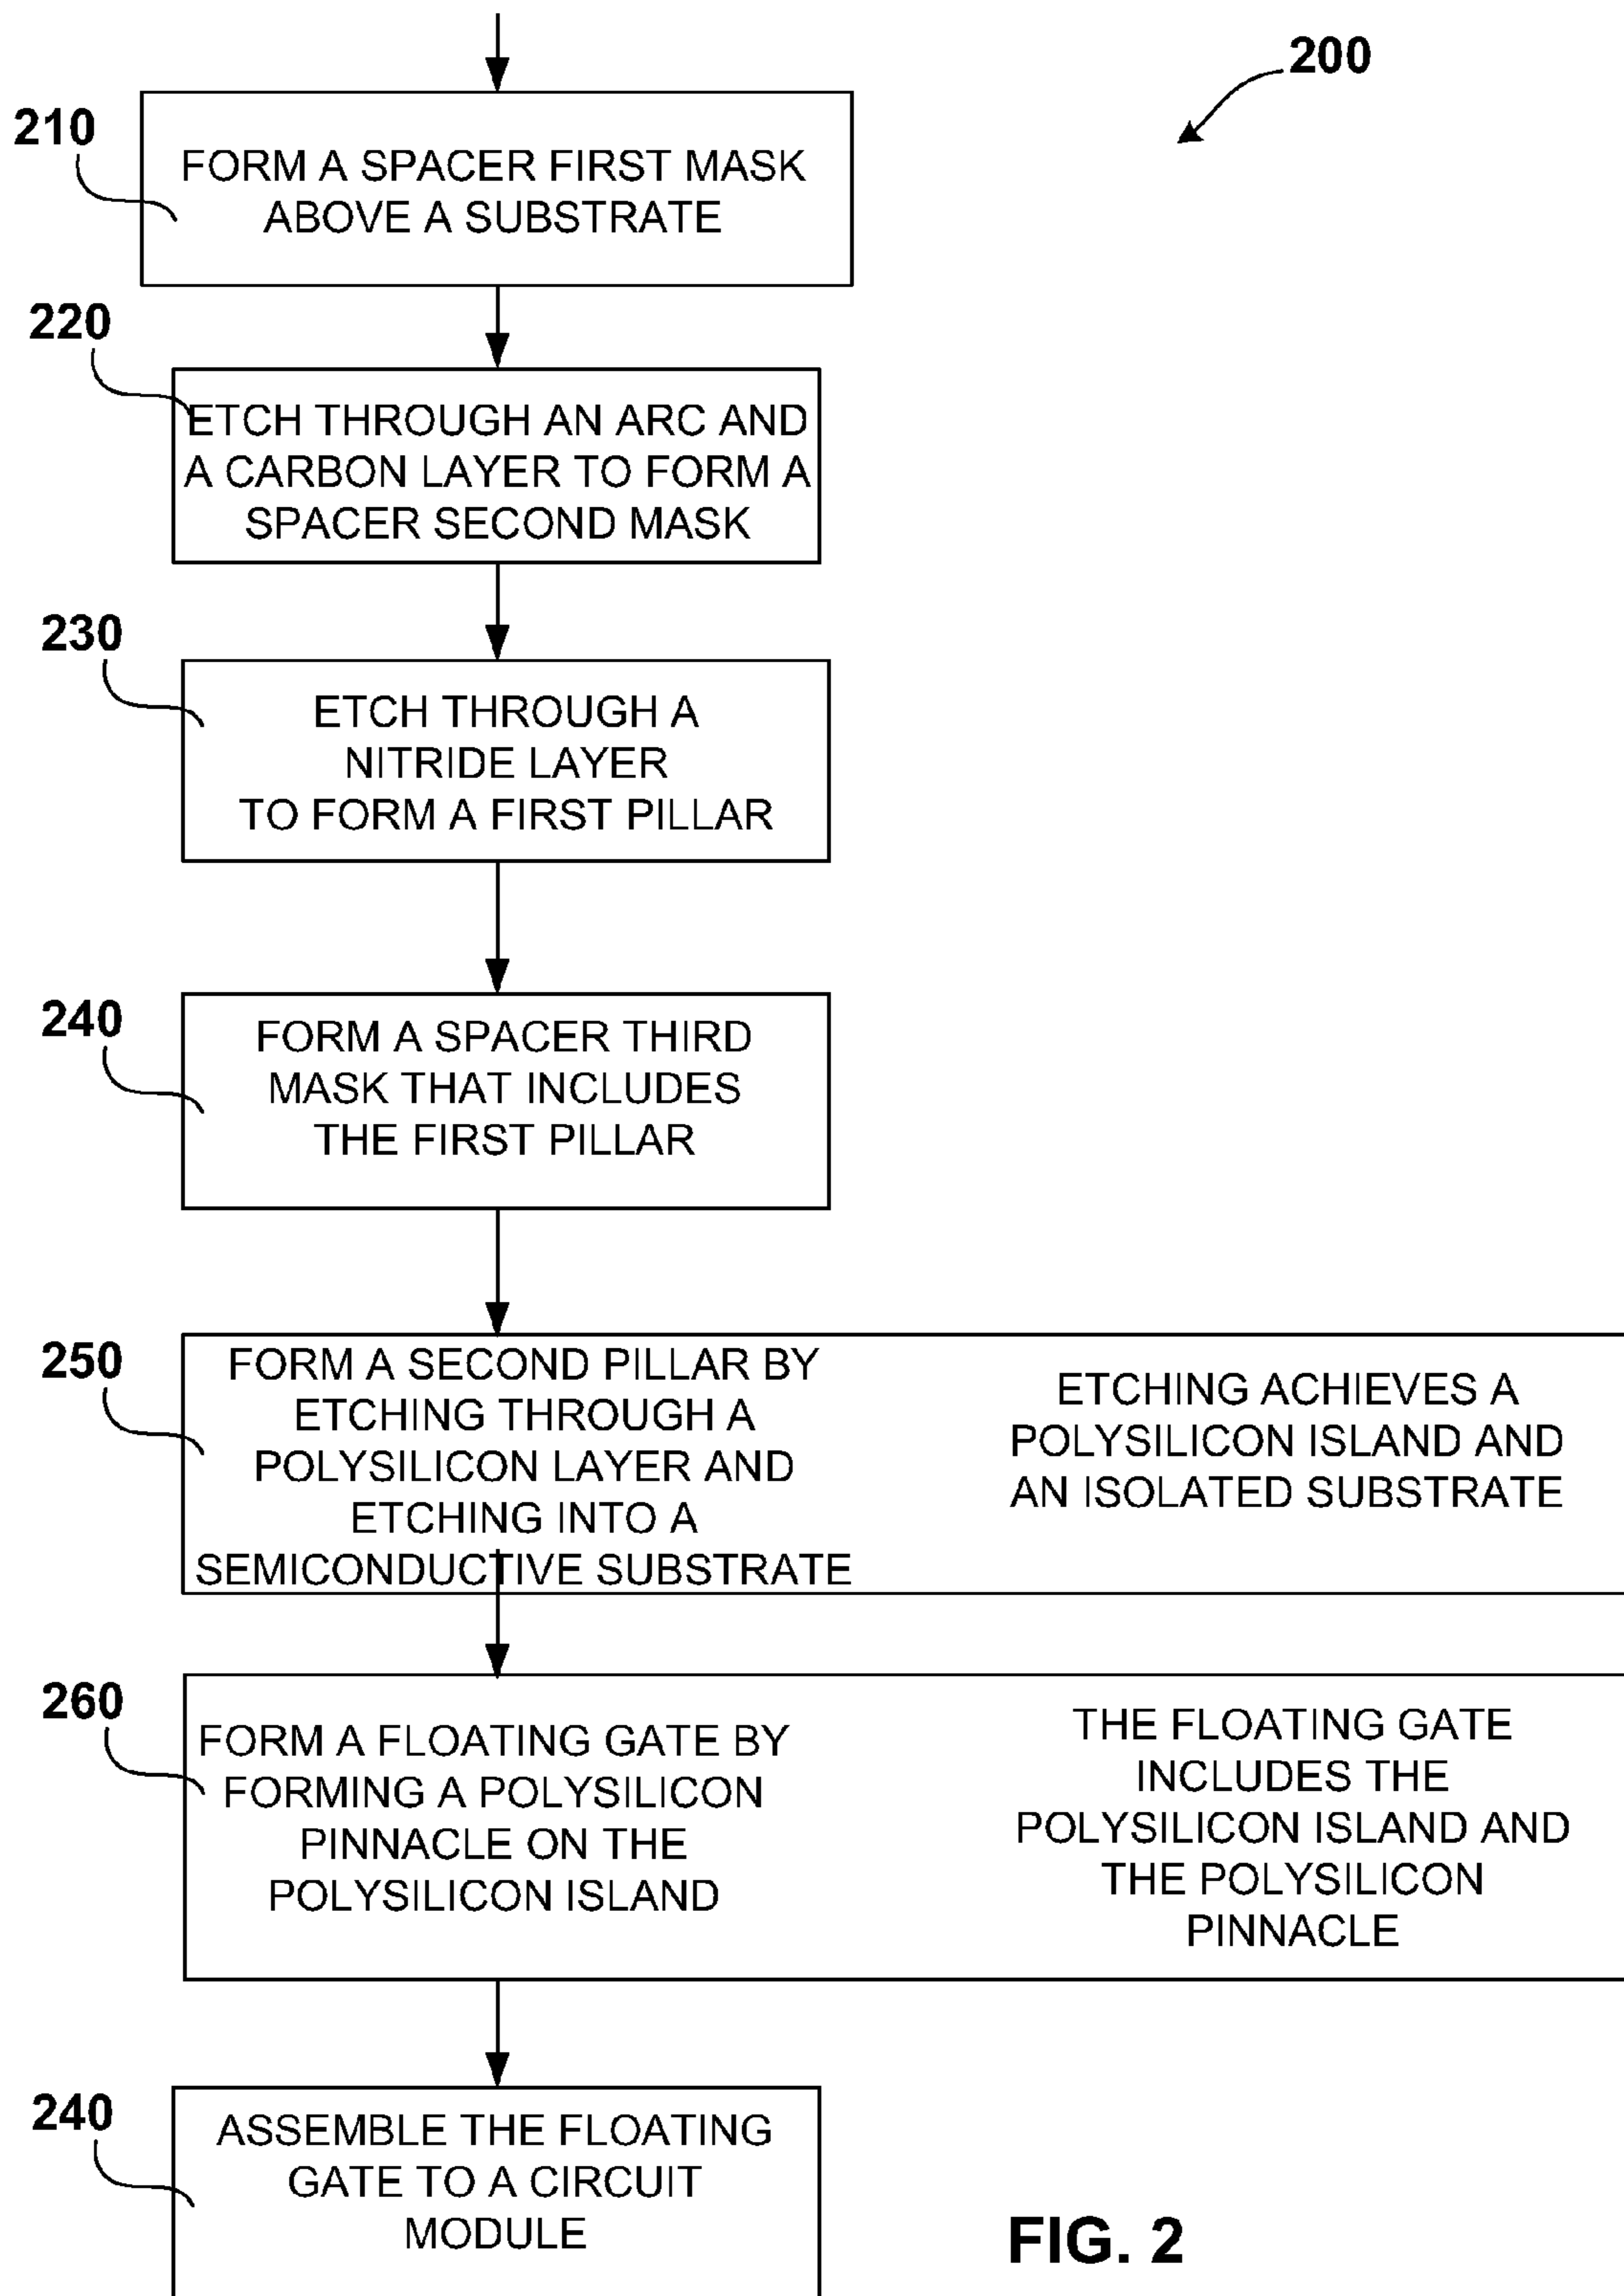 200
210
FORM A SPACER FIRST MASK
ABOVE A SUBSTRATE
220
ETCH THROUGH AN ARC AND
A CARBON LAYER TO FORM A
SPACER SECOND MASK
230
ETCH THROUGH A
NITRIDE LAYER
TO FORM A FIRST PILLAR
240
FORM A SPACER THIRD
MASK THAT INCLUDES
THE FIRST PILLAR
250
FORM A SECOND PILLAR BY
ETCHING THROUGH A
POLYSILICON LAYER AND
ETCHING INTO A
SEMICONDUCTIVE SUBSTRATE
ETCHING ACHIEVES A
POLYSILICON ISLAND AND
AN ISOLATED SUBSTRATE
260
FORM A FLOATING GATE BY
FORMING A POLYSILICON
PINNACLE ON THE
POLYSILICON ISLAND
THE FLOATING GATE
INCLUDES THE
POLYSILICON ISLAND AND
THE POLYSILICON
PINNACLE
240
ASSEMBLE THE FLOATING
GATE TO A CIRCUIT
MODULE
FIG. 2